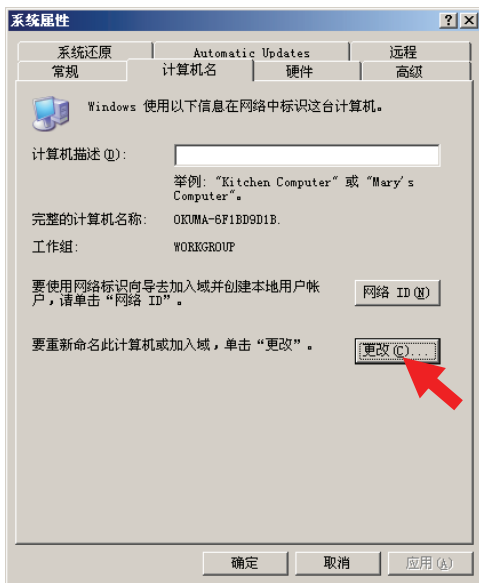 系统属性
系统还原 Automatic Updates 远程
常规 计算机名 硬件 高级
Windows 使用以下信息在网络中标识这台计算机。
计算机描述(D):
举例: "Kitchen Computer" 或 "Mary's
Computer"。
完整的计算机名称: OKUMA-6F1BD9D1B.
工作组: WORKGROUP
要使用网络标识向导去加入域并创建本地用户帐
户，请单击“网络 ID”。
网络 ID(N)
要重新命名此计算机或加入域，单击“更改”。
更改(C)...
确定 取消 应用(A)